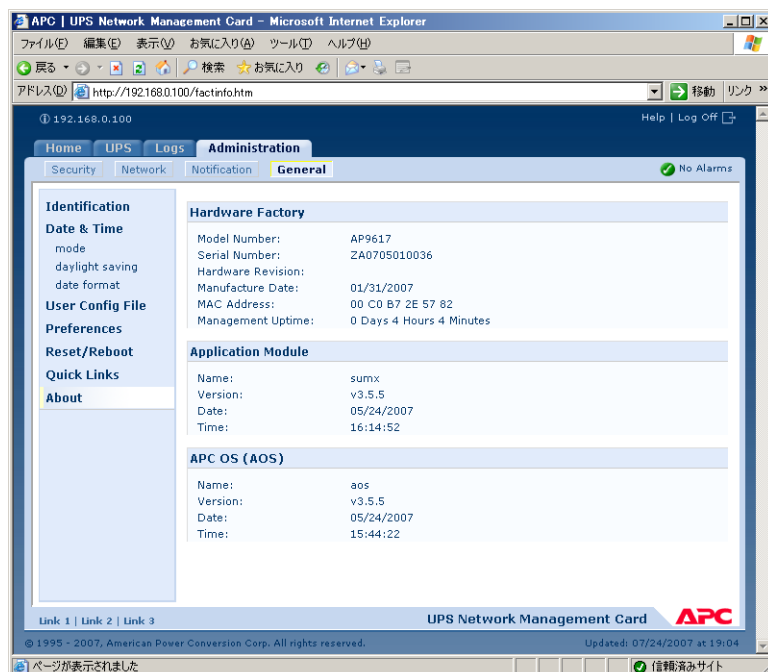 APC | UPS Network Management Card - Microsoft Internet Explorer
ファイル(F) 編集(E) 表示(V) お気に入り(A) ツール(T) ヘルプ(H)
戻る 検索 お気に入り
アドレス(D) http://192.168.0.100/factinfo.htm 移動 リンク »
192.168.0.100 Help | Log Off
Home UPS Logs Administration
Security Network Notification General No Alarms
Identification
Date & Time
mode
daylight saving
date format
User Config File
Preferences
Reset/Reboot
Quick Links
About
Hardware Factory
Model Number: AP9617
Serial Number: ZA0705010036
Hardware Revision:
Manufacture Date: 01/31/2007
MAC Address: 00 C0 B7 2E 57 82
Management Uptime: 0 Days 4 Hours 4 Minutes
Application Module
Name: sumx
Version: v3.5.5
Date: 05/24/2007
Time: 16:14:52
APC OS (AOS)
Name: aos
Version: v3.5.5
Date: 05/24/2007
Time: 15:44:22
Link 1 | Link 2 | Link 3 UPS Network Management Card APC
© 1995 - 2007, American Power Conversion Corp. All rights reserved. Updated: 07/24/2007 at 19:04
ページが表示されました 信頼済みサイト